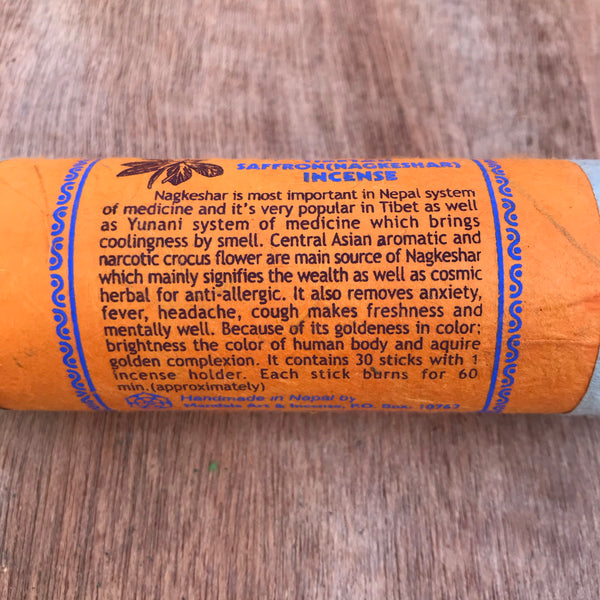 SAFFRON(NAGKESHAR)
INCENSE
Nagkeshar is most important in Nepal system
of medicine and it's very popular in Tibet as well
as Yunani system of medicine which brings
coolingness by smell. Central Asian aromatic and
narcotic crocus flower are main source of Nagkeshar
which mainly signifies the wealth as well as cosmic
herbal for anti-allergic. It also removes anxiety,
fever, headache, cough makes freshness and
mentally well. Because of its goldeness in color;
brightness the color of human body and aquire
golden complexion. It contains 30 sticks with 1
incense holder. Each stick burns for 60
min.(approximately)
Handmade in Nepal by
Mandala Art & Incense, P.O. Box: 10767